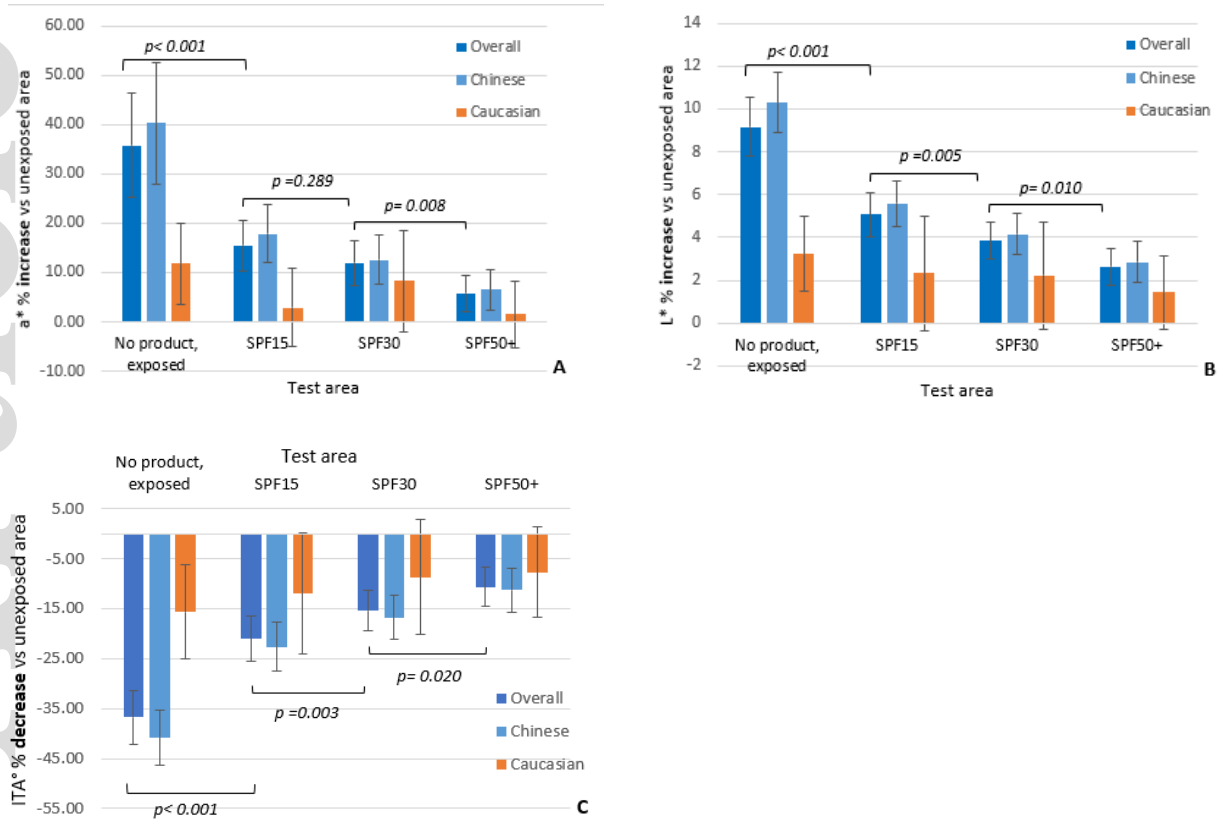 60.00
50.00
40.00
30.00
20.00
10.00
0.00
-10.00
a* % increase vs unexposed area
p< 0.001
p =0.289
p = 0.008
Overall
Chinese
Caucasian
No product, exposed
SPF15
SPF30
SPF50+
Test area
A
14
12
10
8
6
4
2
0
-2
L* % increase vs unexposed area
p< 0.001
p =0.005
p = 0.010
Overall
Chinese
Caucasian
No product, exposed
SPF15
SPF30
SPF50+
Test area
B
Test area
No product, exposed
SPF15
SPF30
SPF50+
5.00
-5.00
-15.00
-25.00
-35.00
-45.00
-55.00
ITA° % decrease vs unexposed area
p= 0.020
p =0.003
p< 0.001
Overall
Chinese
Caucasian
C